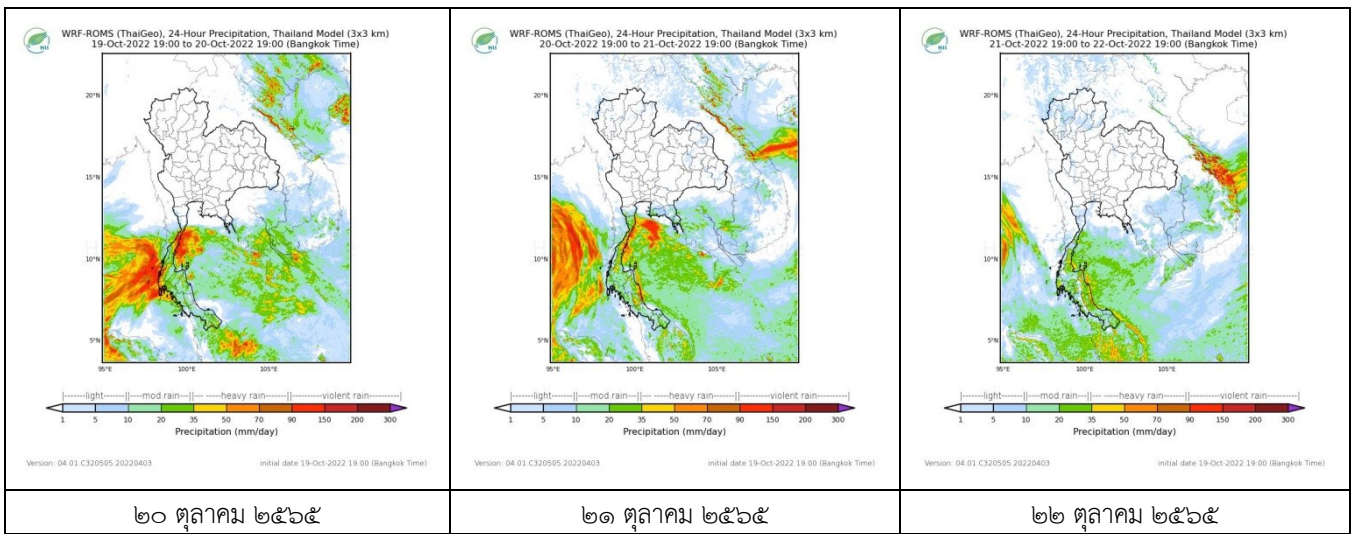 WRF-ROMS (ThaiGeo), 24-Hour Precipitation, Thailand Model (3x3 km)
19-Oct-2022 19:00 to 20-Oct-2022 19:00 (Bangkok Time)
HII
20°N
15°N
10°N
5°N
95°E 100°E 105°E
|------light-----||----mod rain---||--- -----heavy rain-----||------violent rain------|
1 5 10 20 35 50 70 90 150 200 300
Precipitation (mm/day)
Version: 04.01.C320505.20220403 initial date 19-Oct-2022 19:00 (Bangkok Time)
๒๐ ตุลาคม ๒๕๖๕
WRF-ROMS (ThaiGeo), 24-Hour Precipitation, Thailand Model (3x3 km)
20-Oct-2022 19:00 to 21-Oct-2022 19:00 (Bangkok Time)
HII
20°N
15°N
10°N
5°N
95°E 100°E 105°E
|------light-----||----mod rain---||--- -----heavy rain-----||------violent rain------|
1 5 10 20 35 50 70 90 150 200 300
Precipitation (mm/day)
Version: 04.01.C320505.20220403 initial date 19-Oct-2022 19:00 (Bangkok Time)
๒๑ ตุลาคม ๒๕๖๕
WRF-ROMS (ThaiGeo), 24-Hour Precipitation, Thailand Model (3x3 km)
21-Oct-2022 19:00 to 22-Oct-2022 19:00 (Bangkok Time)
HII
20°N
15°N
10°N
5°N
95°E 100°E 105°E
|------light-----||----mod rain---||--- -----heavy rain-----||------violent rain------|
1 5 10 20 35 50 70 90 150 200 300
Precipitation (mm/day)
Version: 04.01.C320505.20220403 initial date 19-Oct-2022 19:00 (Bangkok Time)
๒๒ ตุลาคม ๒๕๖๕